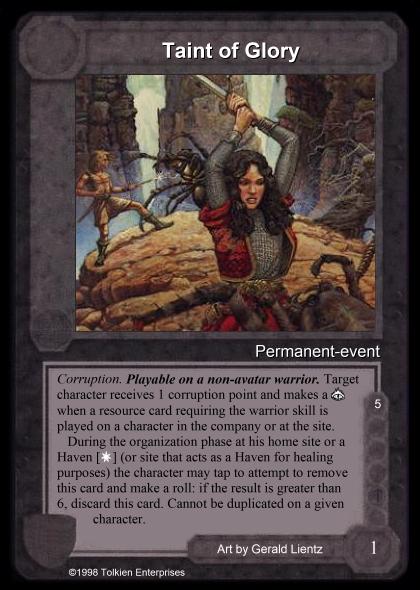 Taint of Glory
Permanent-event
Corruption. Playable on a non-avatar warrior. Target
character receives 1 corruption point and makes a
when a resource card requiring the warrior skill is
played on a character in the company or at the site.
During the organization phase at his home site or a
Haven [ ] (or site that acts as a Haven for healing
purposes) the character may tap to attempt to remove
this card and make a roll: if the result is greater than
6, discard this card. Cannot be duplicated on a given
character.
5
Art by Gerald Lientz
1
©1998 Tolkien Enterprises